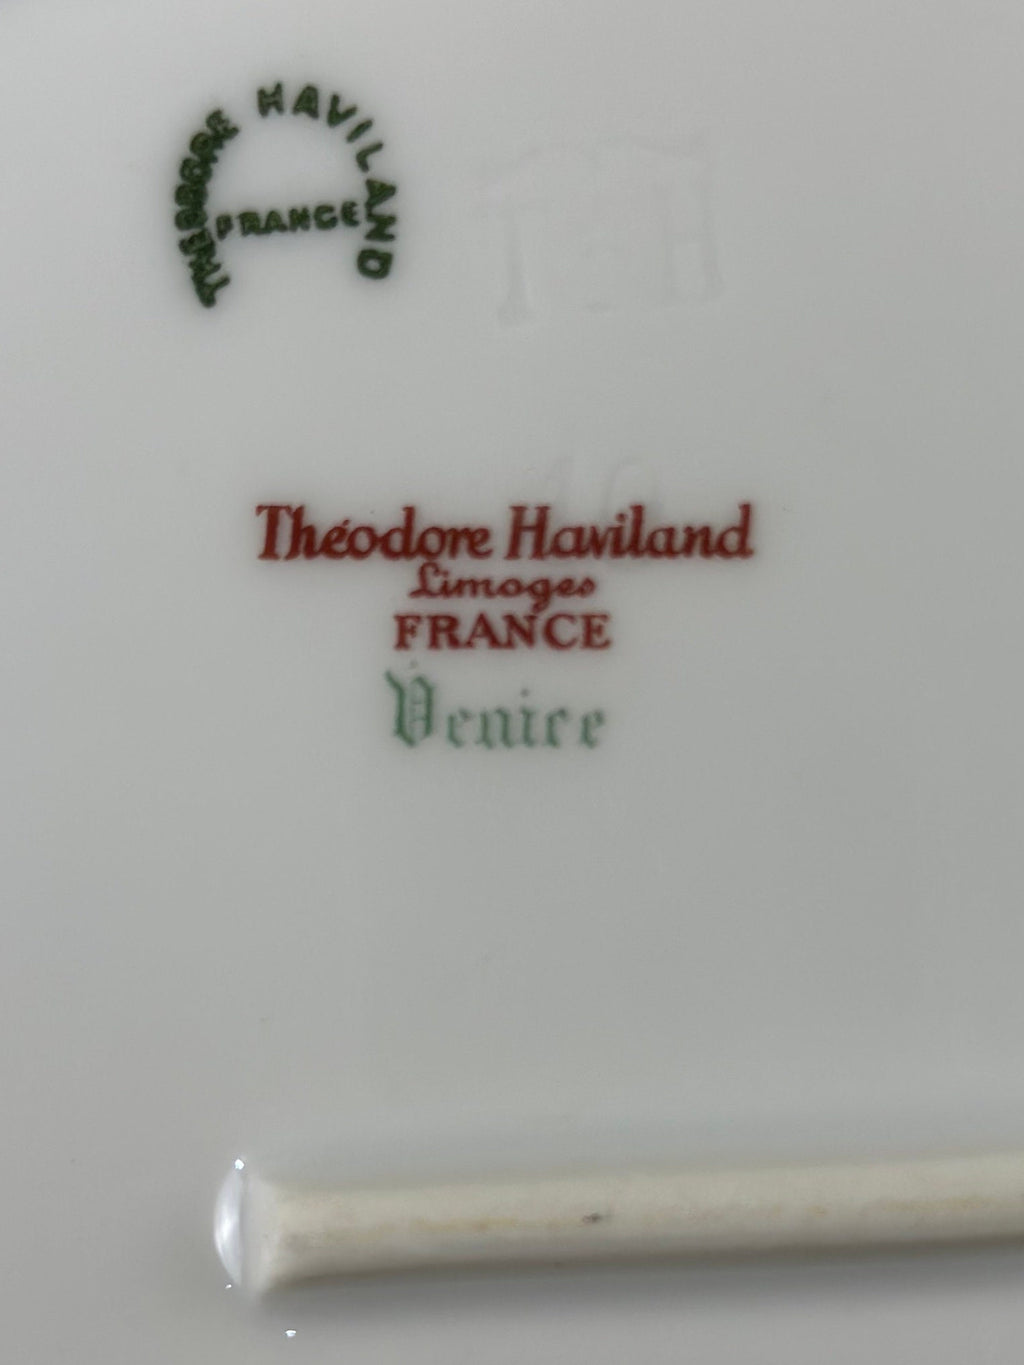 THEODORE HAVILAND
FRANCE
T H
Théodore Haviland
Limoges
FRANCE
Venice